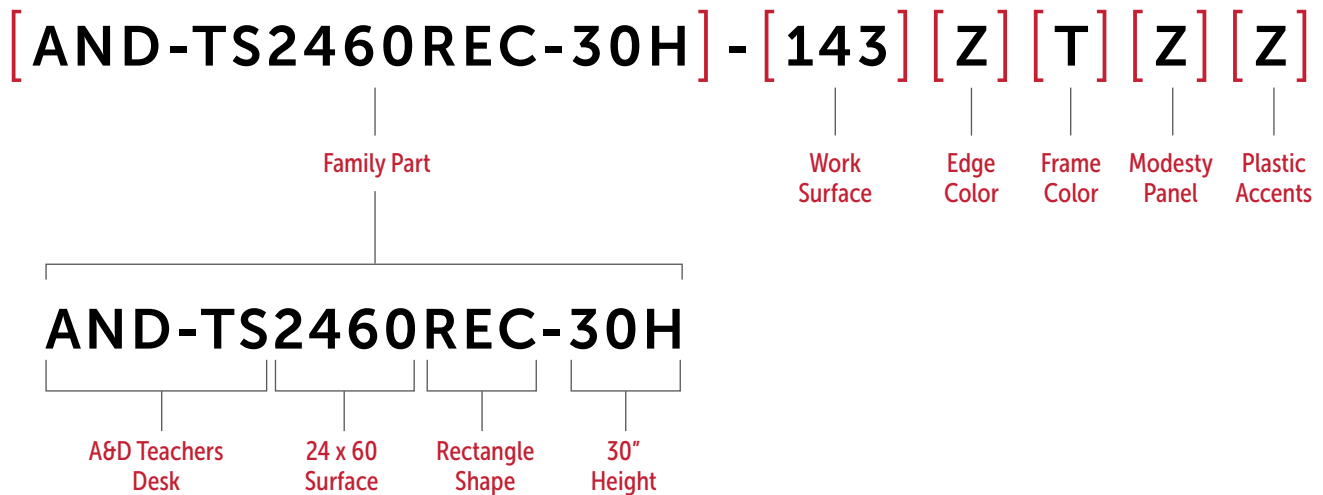 [AND-TS2460REC-30H]-[143][Z][T][Z][Z]
Family Part
Work
Surface
Edge
Color
Frame
Color
Modesty
Panel
Plastic
Accents
AND-TS2460REC-30H
A&D Teachers
Desk
24 x 60
Surface
Rectangle
Shape
30”
Height